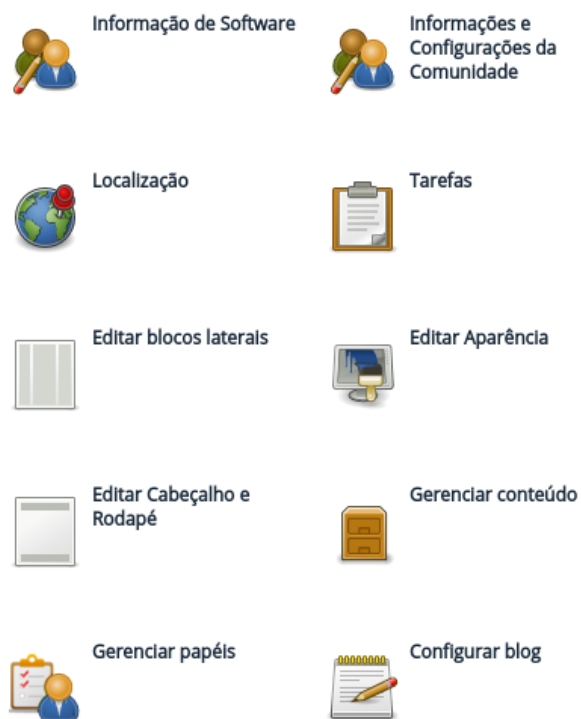 Informação de Software
Informações e
Configurações da
Comunidade
Localização
Tarefas
Editar blocos laterais
Editar Aparência
Editar Cabeçalho e
Rodapé
Gerenciar conteúdo
Gerenciar papéis
Configurar blog